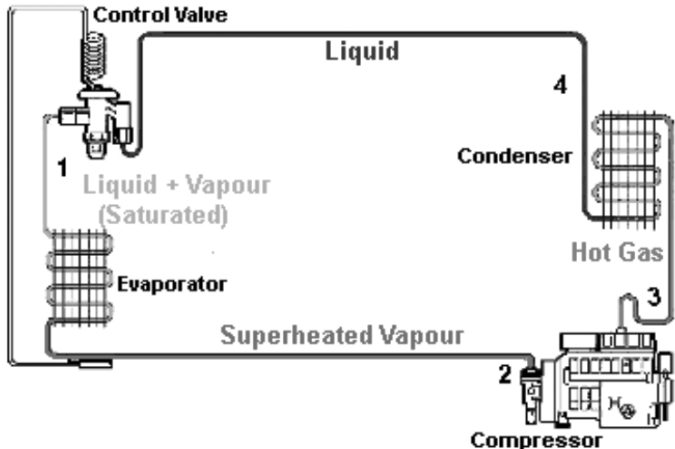 Control Valve
Liquid
4
Condenser
1
Liquid + Vapour
(Saturated)
Hot Gas
Evaporator
3
Superheated Vapour
2
Compressor